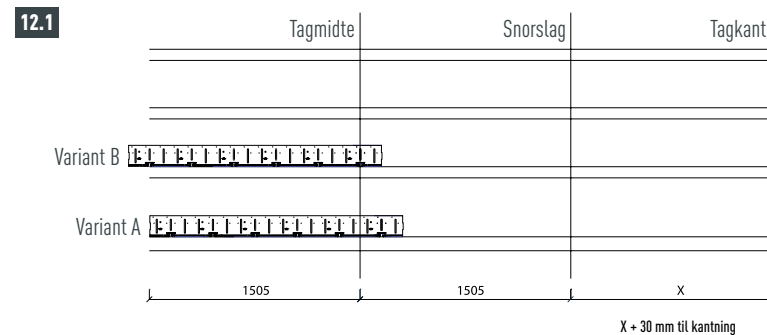 12.1
Tagmidte Snorslag Tagkant
Variant B
Variant A
1505 1505 X
X + 30 mm til kantning